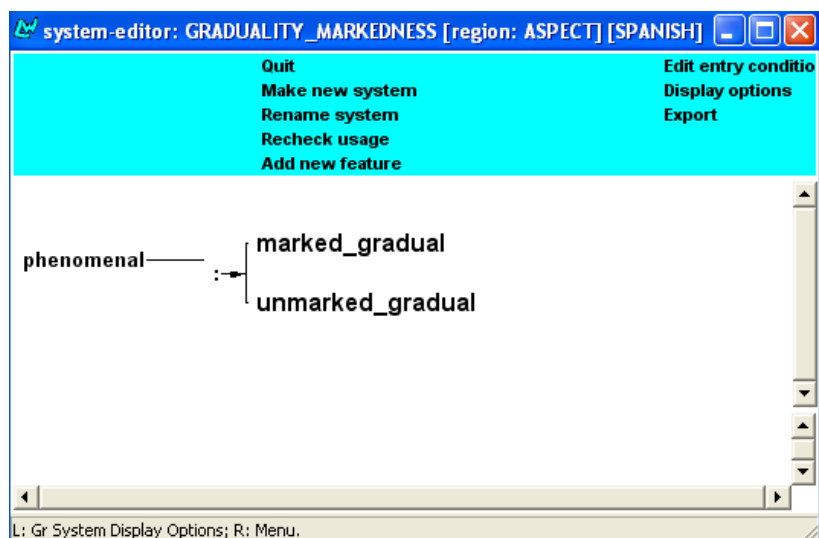 system-editor: GRADUALITY_MARKEDNESS [region: ASPECT] [SPANISH]
Quit
Make new system
Rename system
Recheck usage
Add new feature
Edit entry conditio
Display options
Export
marked_gradual
phenomenal
:
unmarked_gradual
L: Gr System Display Options; R: Menu.